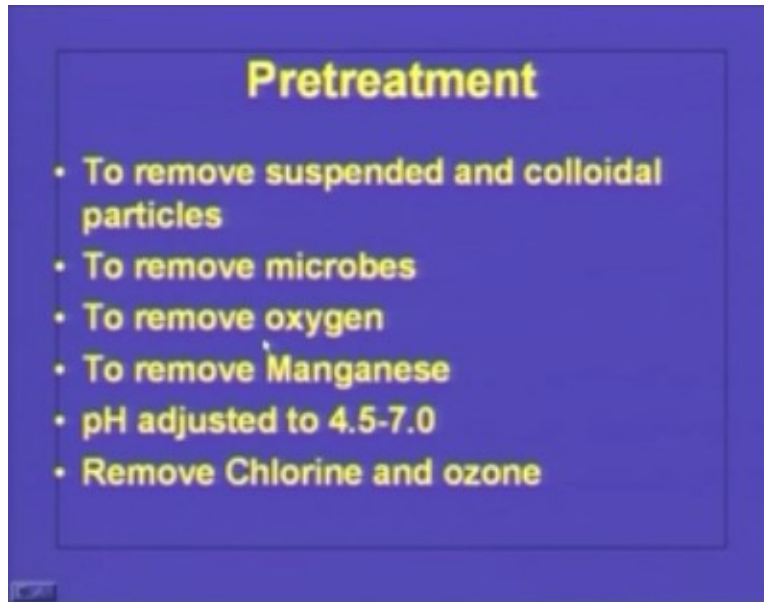 Pretreatment
• To remove suspended and colloidal
particles
• To remove microbes
• To remove oxygen
• To remove Manganese
• pH adjusted to 4.5-7.0
• Remove Chlorine and ozone